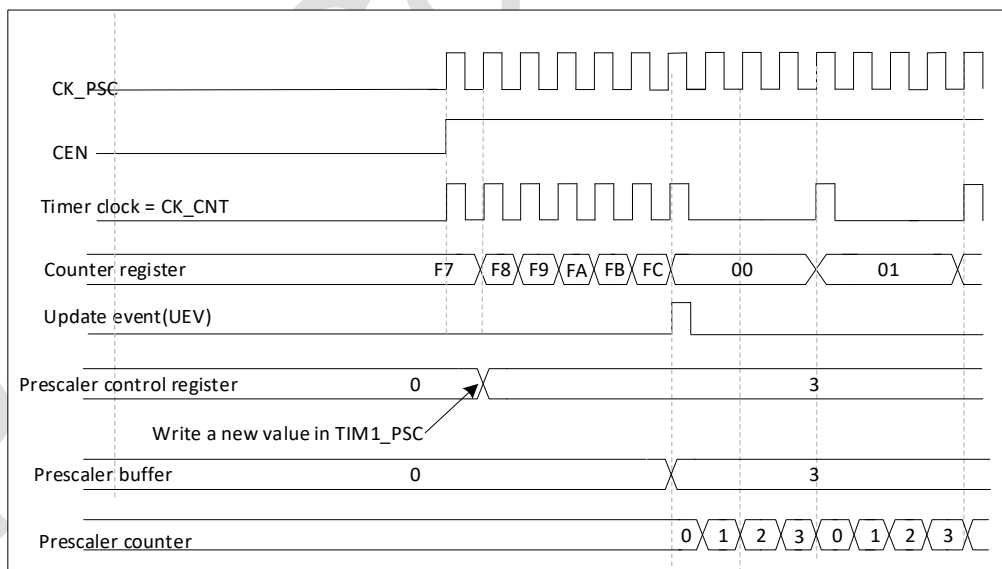 CK_PSC
CEN
Timer clock = CK_CNT
Counter register F7 F8 F9 FA FB FC 00 01
Update event(UEV)
Prescaler control register 0 3
Write a new value in TIM1_PSC
Prescaler buffer 0 3
Prescaler counter 0 1 2 3 0 1 2 3